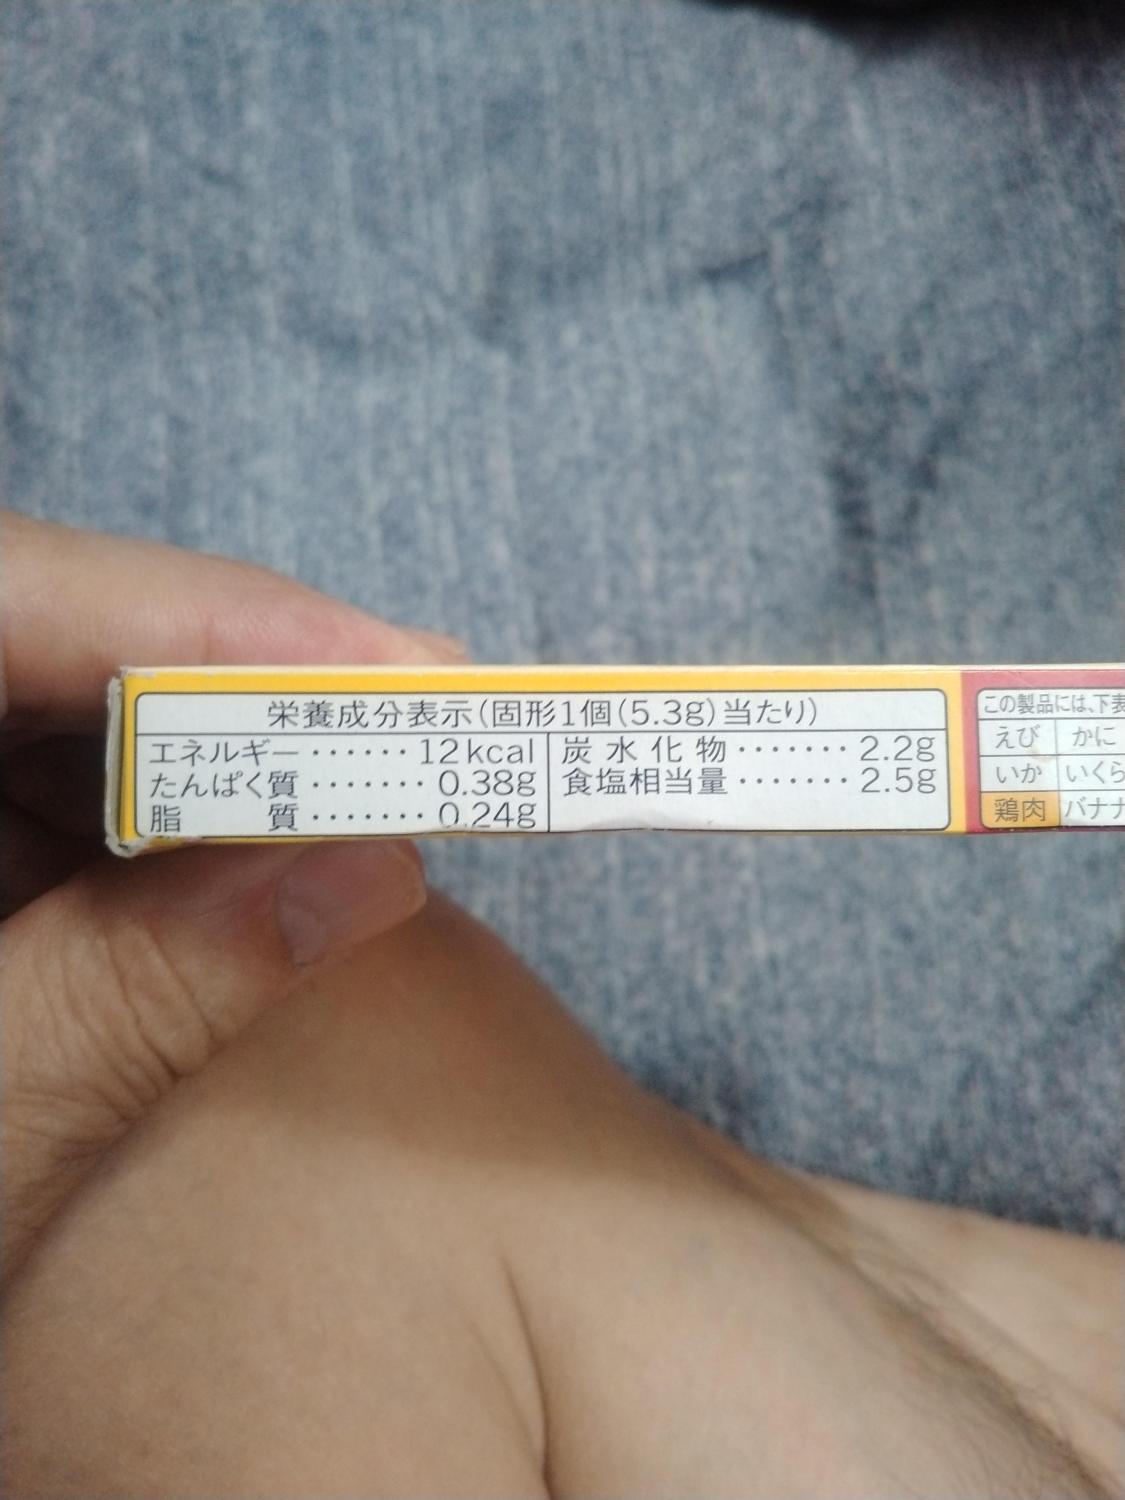 栄養成分表示(固形1個(5.3g)当たり)
エネルギー・・・・・・12kcal
たんぱく質・・・・・・・0.38g
脂質・・・・・・・0.24g
炭水化物・・・・・・・2.2g
食塩相当量・・・・・・・2.5g
この製品には、下表
えび かに
いか いくら
鶏肉 バナナ